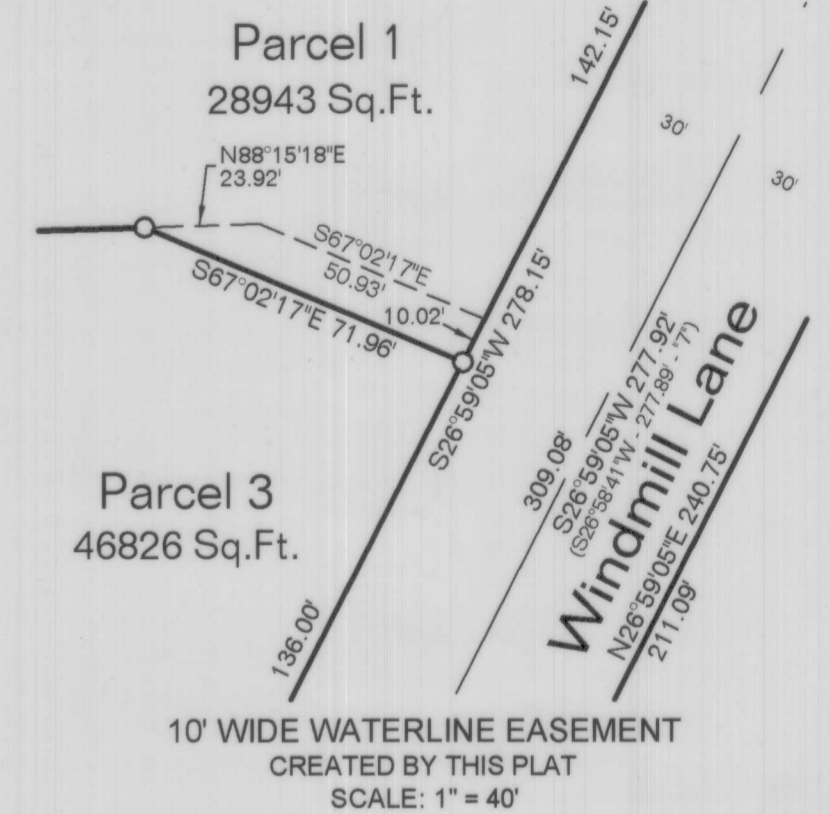 Parcel 1
28943 Sq.Ft.
142.15'
30'
30'
N88°15'18"E
23.92'
S67°02'17"E
50.93'
S67°02'17"E 71.96'
10.02'
S26°59'05"W 278.15'
Parcel 3
46826 Sq.Ft.
136.00'
309.08'
S26°59'05"W 277.92'
(S26°58'41"W - 277.89' - "7")
Windmill Lane
N26°59'05"E 240.75'
211.09'
10' WIDE WATERLINE EASEMENT
CREATED BY THIS PLAT
SCALE: 1" = 40'